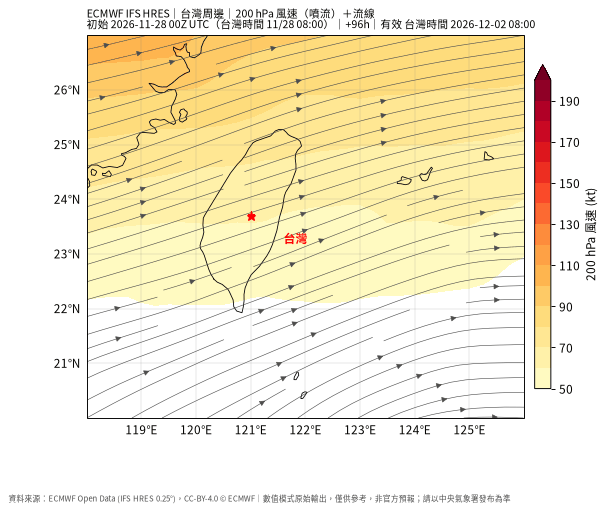 ECMWF IFS HRES｜台灣周邊｜200 hPa 風速（噴流）＋流線
初始 2026-11-28 00Z UTC（台灣時間 11/28 08:00）｜+96h｜有效 台灣時間 2026-12-02 08:00
26°N
25°N
24°N
23°N
22°N
21°N
119°E
120°E
121°E
122°E
123°E
124°E
125°E
台灣
190
170
150
130
110
90
70
50
200 hPa 風速 (kt)
資料來源：ECMWF Open Data (IFS HRES 0.25°)，CC-BY-4.0 © ECMWF｜數值模式原始輸出，僅供參考，非官方預報；請以中央氣象署發布為準